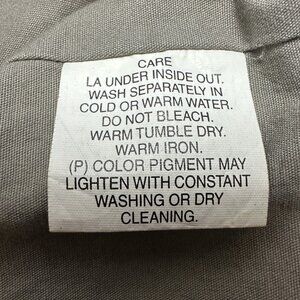 CARE
LA UNDER INSIDE OUT.
WASH SEPARATELY IN
COLD OR WARM WATER.
DO NOT BLEACH.
WARM TUMBLE DRY.
WARM IRON.
(P) COLOR PIGMENT MAY
LIGHTEN WITH CONSTANT
WASHING OR DRY
CLEANING.